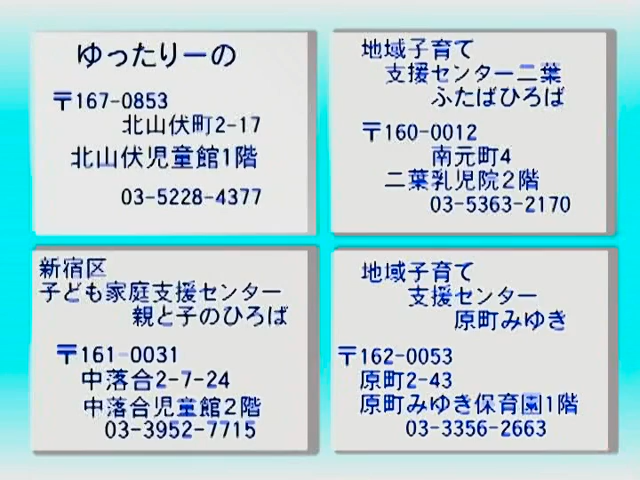 ゆったりーの
〒167-0853
北山伏町2-17
北山伏児童館1階
03-5228-4377
地域子育て
支援センター二葉
ふたばひろば
〒160-0012
南元町4
二葉乳児院2階
03-5363-2170
新宿区
子ども家庭支援センター
親と子のひろば
〒161-0031
中落合2-7-24
中落合児童館2階
03-3952-7715
地域子育て
支援センター
原町みゆき
〒162-0053
原町2-43
原町みゆき保育園1階
03-3356-2663